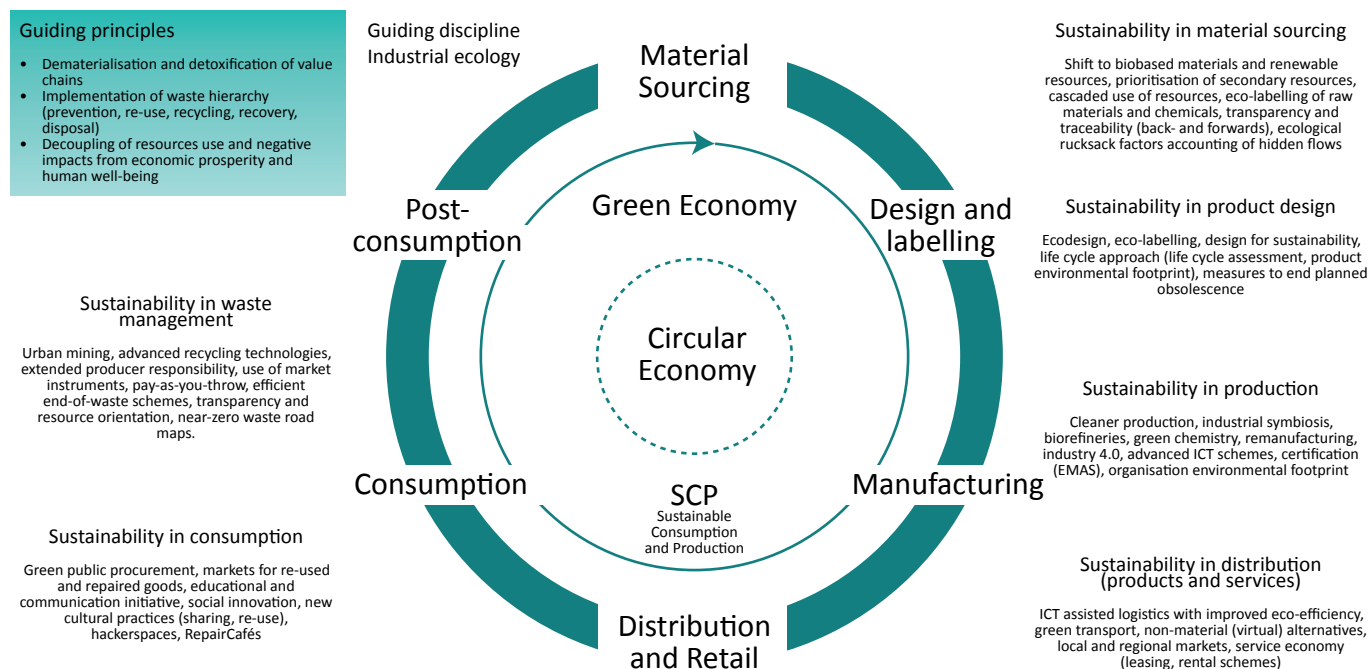 Guiding principles
• Dematerialisation and detoxification of value
chains
• Implementation of waste hierarchy
(prevention, re-use, recycling, recovery,
disposal)
• Decoupling of resources use and negative
impacts from economic prosperity and
human well-being
Guiding discipline
Industrial ecology
Material
Sourcing
Design and
labelling
Manufacturing
Distribution
and Retail
Consumption
Post-
consumption
Green Economy
Circular
Economy
SCP
Sustainable
Consumption
and Production
Sustainability in material sourcing
Shift to biobased materials and renewable
resources, prioritisation of secondary resources,
cascaded use of resources, eco-labelling of raw
materials and chemicals, transparency and
traceability (back- and forwards), ecological
rucksack factors accounting of hidden flows
Sustainability in product design
Ecodesign, eco-labelling, design for sustainability,
life cycle approach (life cycle assessment, product
environmental footprint), measures to end planned
obsolescence
Sustainability in production
Cleaner production, industrial symbiosis,
biorefineries, green chemistry, remanufacturing,
industry 4.0, advanced ICT schemes, certification
(EMAS), organisation environmental footprint
Sustainability in distribution
(products and services)
ICT assisted logistics with improved eco-efficiency,
green transport, non-material (virtual) alternatives,
local and regional markets, service economy
(leasing, rental schemes)
Sustainability in waste
management
Urban mining, advanced recycling technologies,
extended producer responsibility, use of market
instruments, pay-as-you-throw, efficient
end-of-waste schemes, transparency and
resource orientation, near-zero waste road
maps.
Sustainability in consumption
Green public procurement, markets for re-used
and repaired goods, educational and
communication initiative, social innovation, new
cultural practices (sharing, re-use),
hackerspaces, RepairCafés